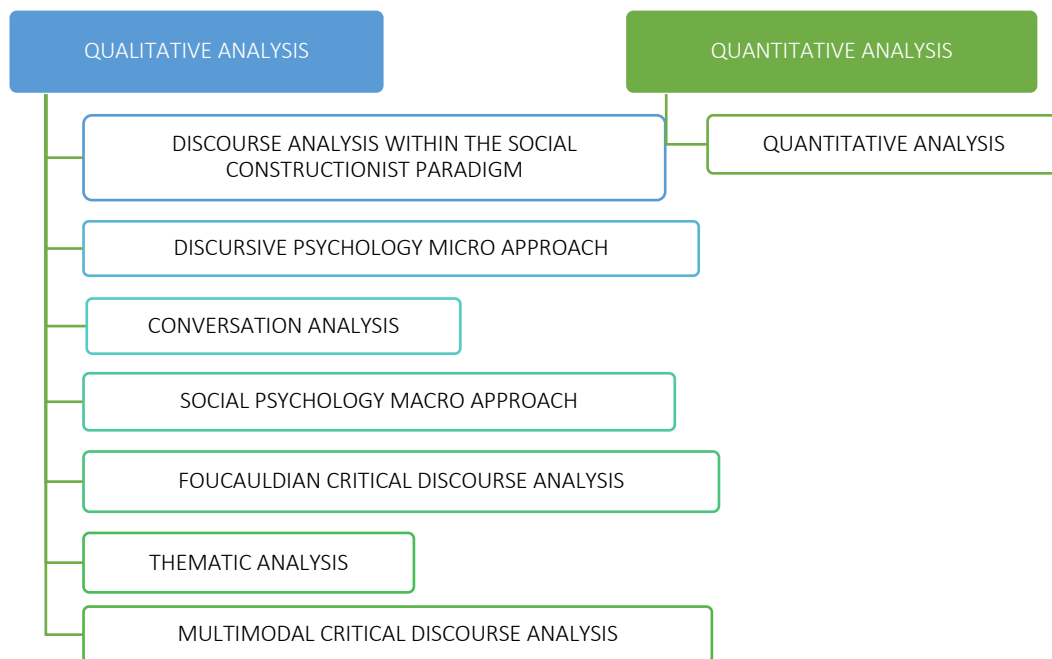 QUALITATIVE ANALYSIS
DISCOURSE ANALYSIS WITHIN THE SOCIAL
CONSTRUCTIONIST PARADIGM
DISCURSIVE PSYCHOLOGY MICRO APPROACH
CONVERSATION ANALYSIS
SOCIAL PSYCHOLOGY MACRO APPROACH
FOUCAULDIAN CRITICAL DISCOURSE ANALYSIS
THEMATIC ANALYSIS
MULTIMODAL CRITICAL DISCOURSE ANALYSIS
QUANTITATIVE ANALYSIS
QUANTITATIVE ANALYSIS